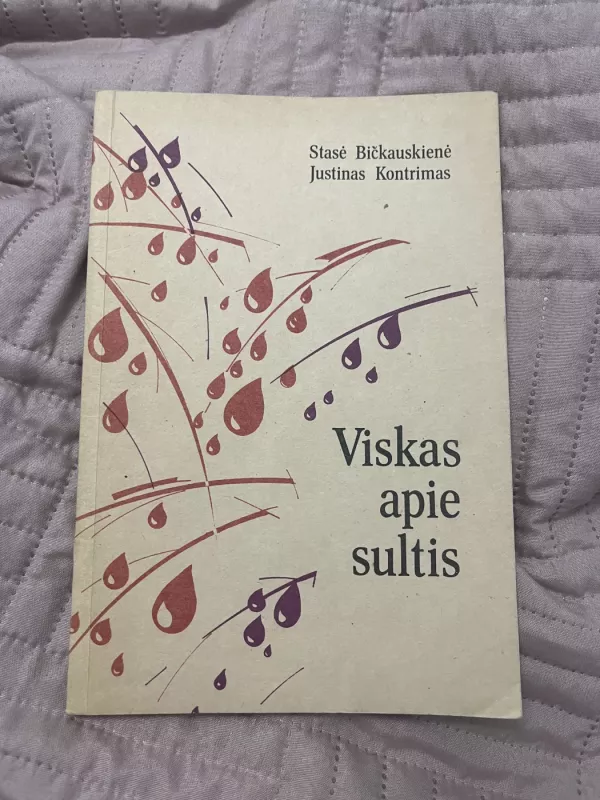 Stasė Bičkauskienė
Justinas Kontrimas
Viskas
apie
sultis